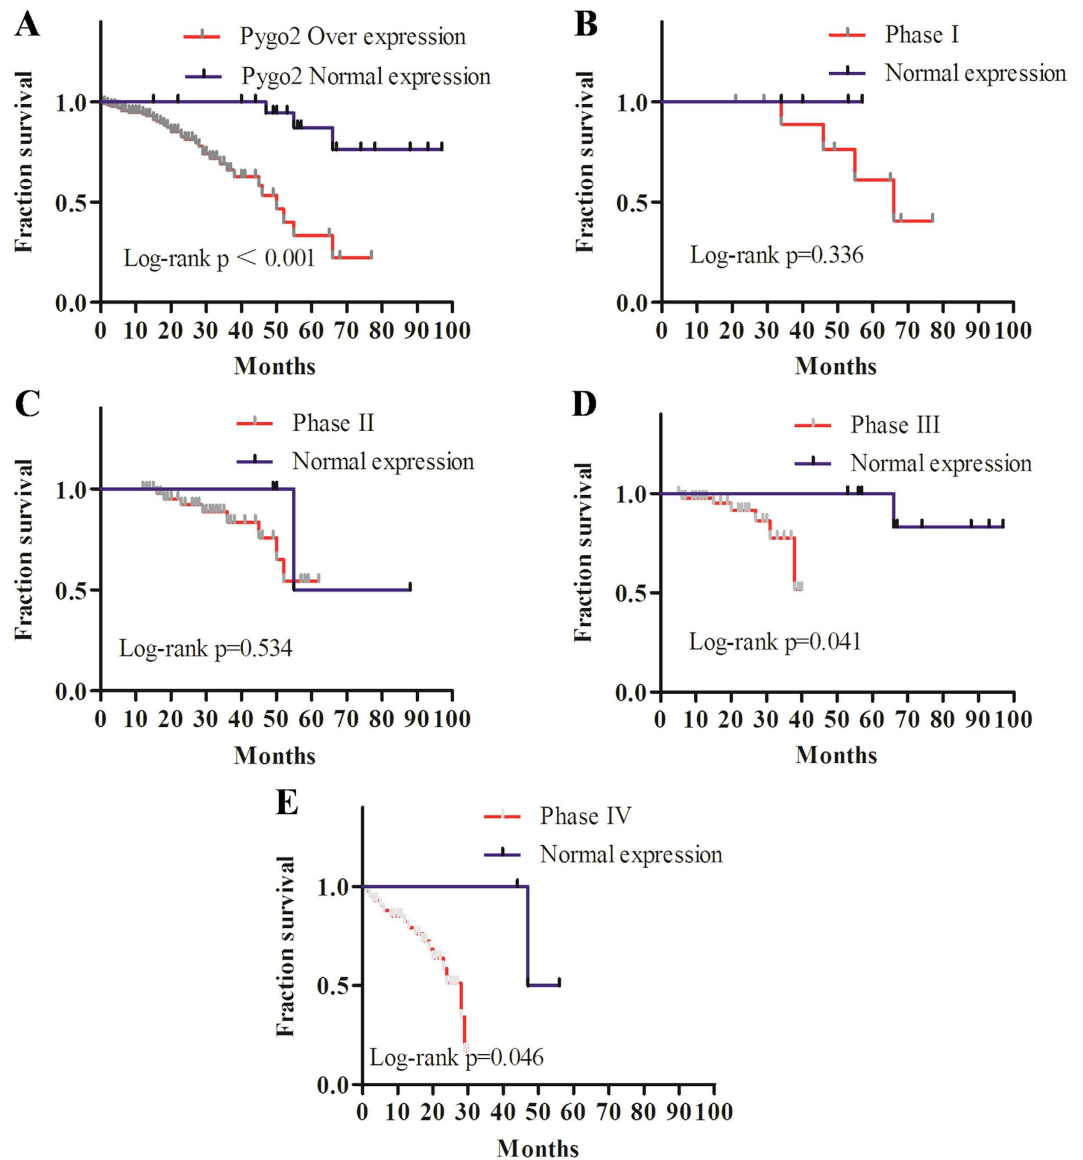 A
Pygo2 Over expression
Pygo2 Normal expression
Fraction survival
1.0
0.5
0.0
Log-rank p < 0.001
0 10 20 30 40 50 60 70 80 90 100
Months
B
Phase I
Normal expression
Fraction survival
1.0
0.5
0.0
Log-rank p=0.336
0 10 20 30 40 50 60 70 80 90 100
Months
C
Phase II
Normal expression
Fraction survival
1.0
0.5
0.0
Log-rank p=0.534
0 10 20 30 40 50 60 70 80 90 100
Months
D
Phase III
Normal expression
Fraction survival
1.0
0.5
0.0
Log-rank p=0.041
0 10 20 30 40 50 60 70 80 90 100
Months
E
Phase IV
Normal expression
Fraction survival
1.0
0.5
0.0
Log-rank p=0.046
0 10 20 30 40 50 60 70 80 90 100
Months